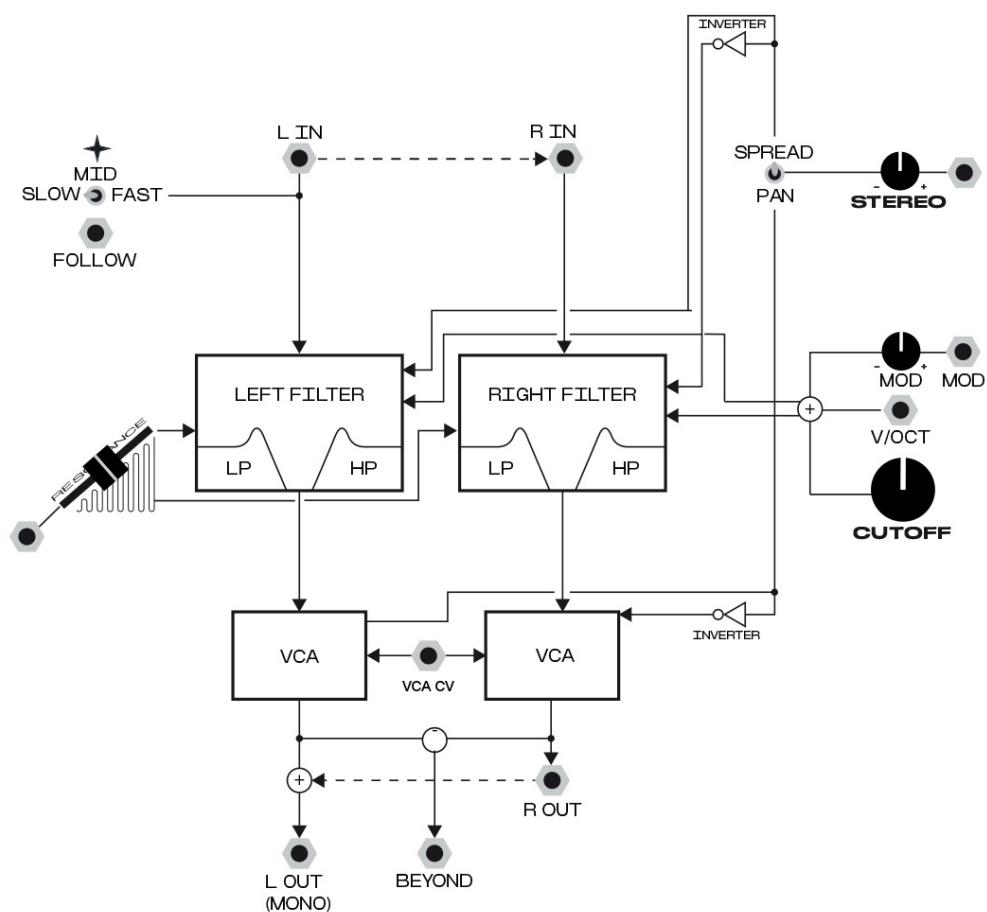 INVERTER
L IN
R IN
MID
SLOW
FAST
FOLLOW
SPREAD
PAN
-
+
STEREO
LEFT FILTER
RIGHT FILTER
LP
HP
LP
HP
-
+
MOD
MOD
+
V/OCT
CUTOFF
RESONANCE
INVERTER
VCA
VCA
VCA CV
-
+
R OUT
L OUT
(MONO)
BEYOND